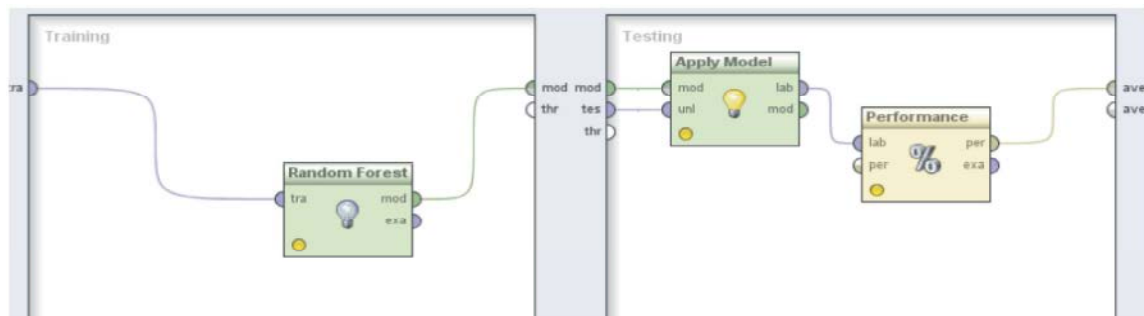 Training
tra
Random Forest
tra
mod
exa
mod
thr
mod
tes
thr
Testing
Apply Model
mod
lab
unl
mod
Performance
lab
per
per
exa
ave
ave